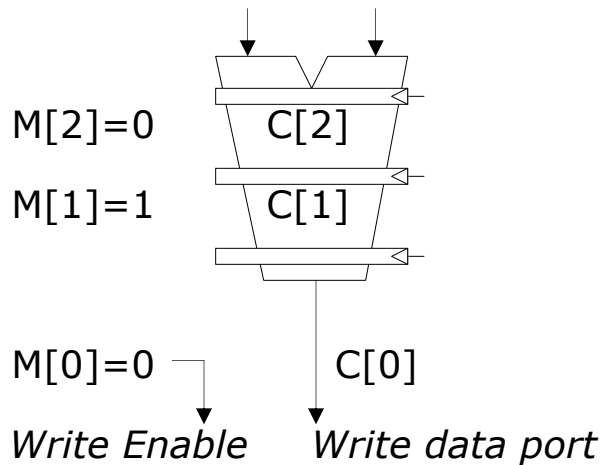 M[2]=0 C[2]
M[1]=1 C[1]
M[0]=0 C[0]
Write Enable Write data port